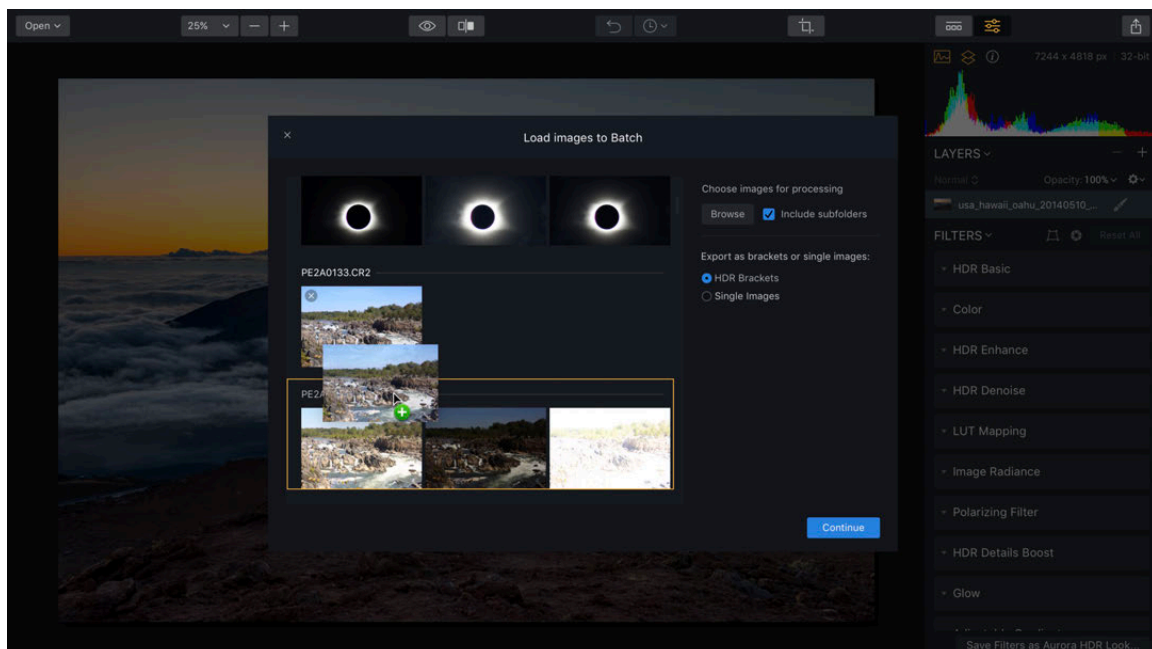 Open
25%
7244 x 4818 px
32-bit
Load images to Batch
LAYERS
Normal
Opacity: 100%
usa_hawaii_oahu_20140510_...
FILTERS
Reset All
Choose images for processing
Browse
Include subfolders
Export as brackets or single images:
HDR Brackets
Single Images
PE2A0133.CR2
PE2A
Continue
HDR Basic
Color
HDR Enhance
HDR Denoise
LUT Mapping
Image Radiance
Polarizing Filter
HDR Details Boost
Glow
Save Filters as Aurora HDR Look...